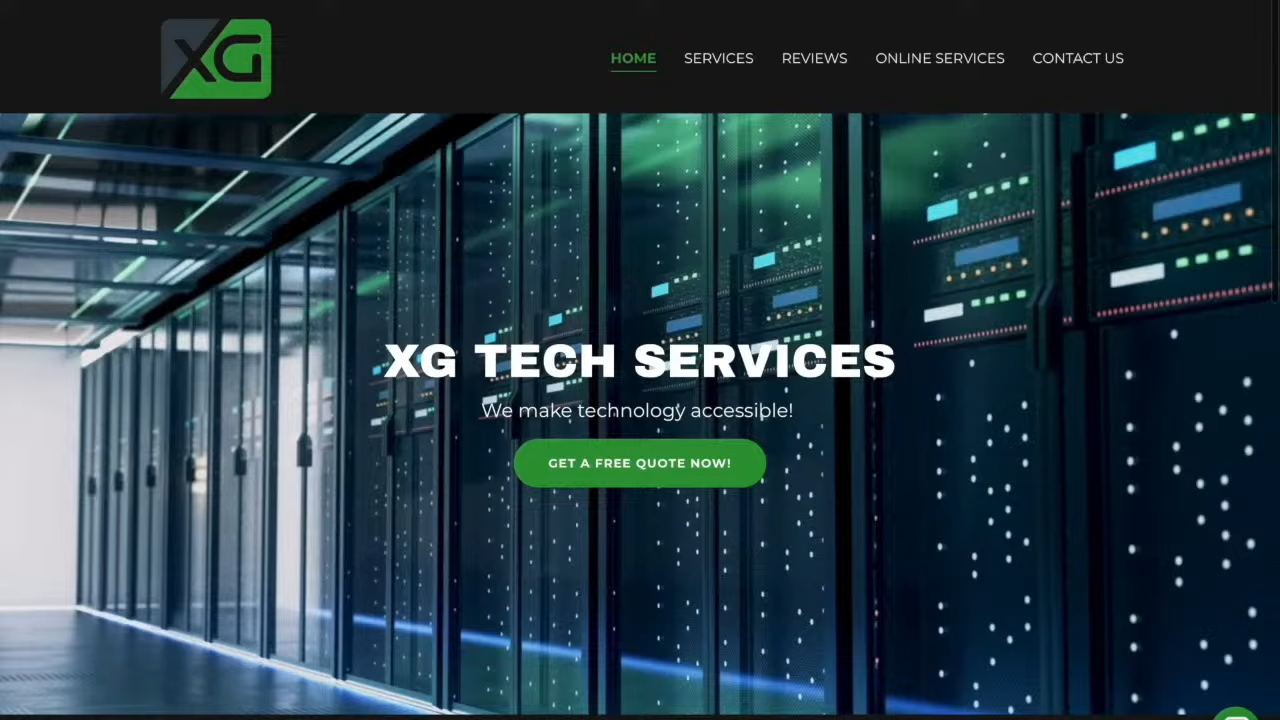 XG
HOME SERVICES REVIEWS ONLINE SERVICES CONTACT US
XG TECH SERVICES
We make technology accessible!
GET A FREE QUOTE NOW!